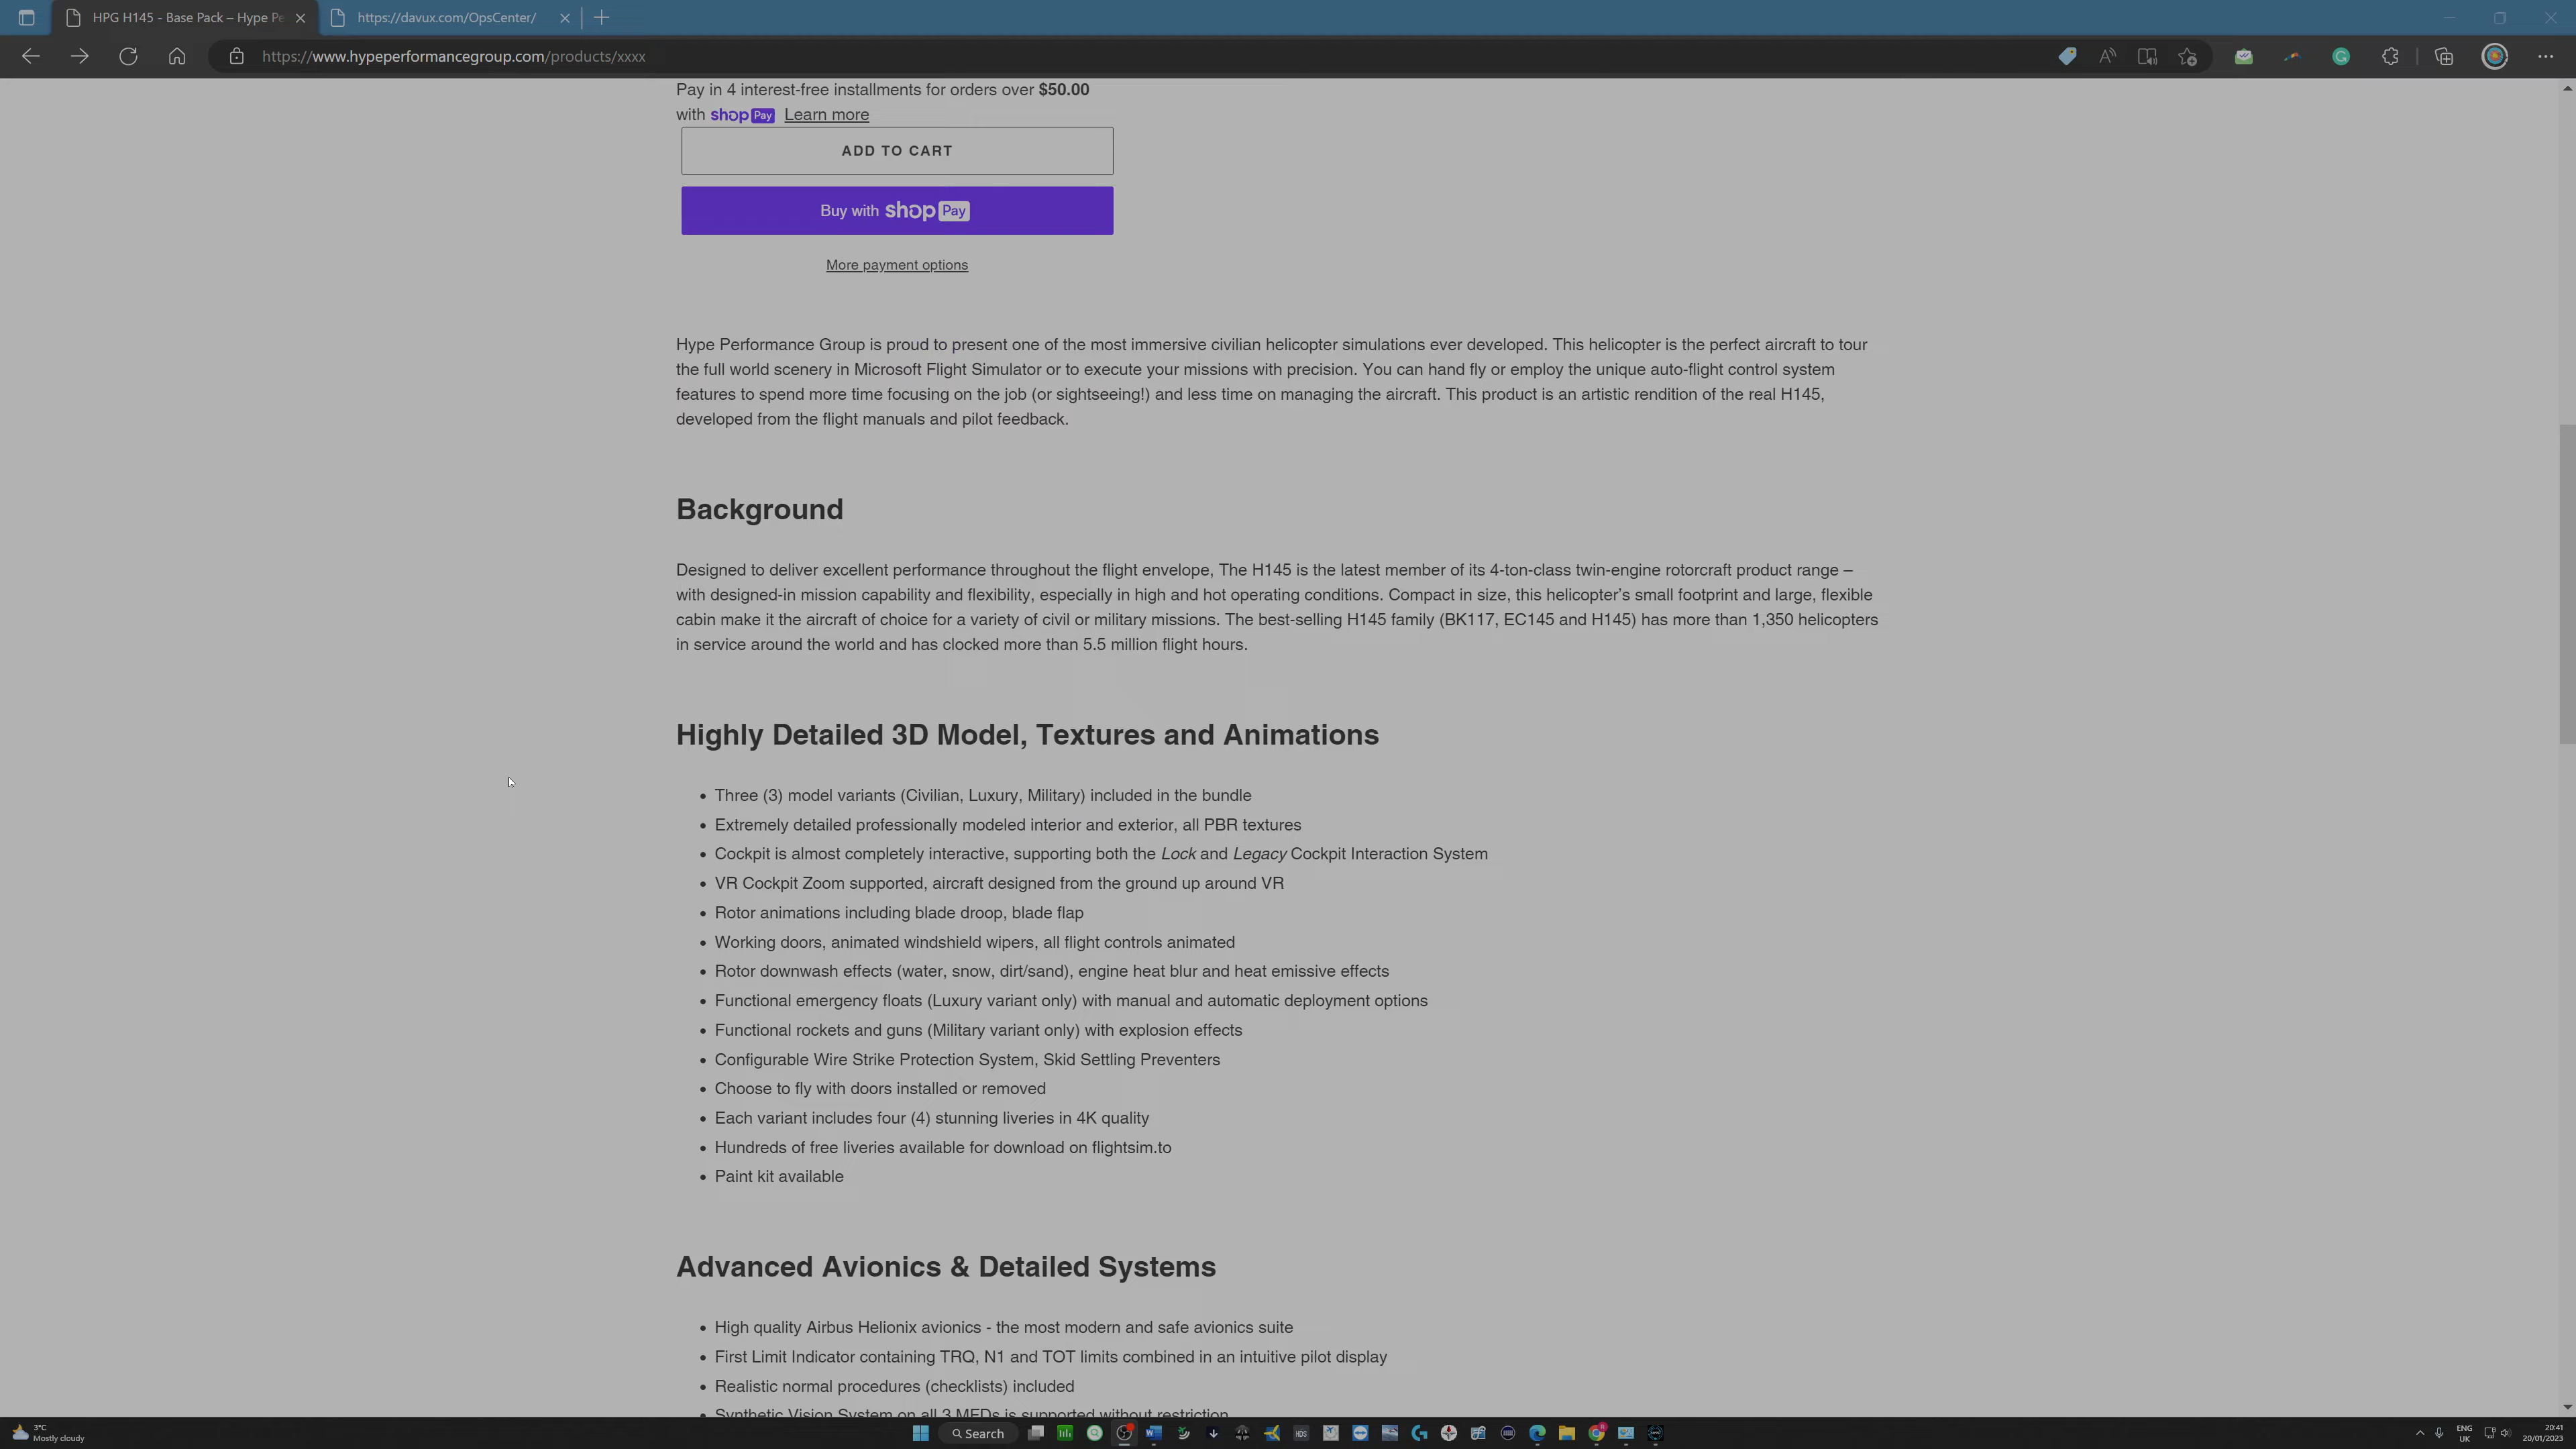 HPG H145 - Base Pack – Hype Pe
https://davux.com/OpsCenter/
https://www.hypeperformancegroup.com/products/xxxx
Pay in 4 interest-free installments for orders over $50.00
with shop Pay Learn more
ADD TO CART
Buy with shop Pay
More payment options
Hype Performance Group is proud to present one of the most immersive civilian helicopter simulations ever developed. This helicopter is the perfect aircraft to tour
the full world scenery in Microsoft Flight Simulator or to execute your missions with precision. You can hand fly or employ the unique auto-flight control system
features to spend more time focusing on the job (or sightseeing!) and less time on managing the aircraft. This product is an artistic rendition of the real H145,
developed from the flight manuals and pilot feedback.
Background
Designed to deliver excellent performance throughout the flight envelope, The H145 is the latest member of its 4-ton-class twin-engine rotorcraft product range –
with designed-in mission capability and flexibility, especially in high and hot operating conditions. Compact in size, this helicopter's small footprint and large, flexible
cabin make it the aircraft of choice for a variety of civil or military missions. The best-selling H145 family (BK117, EC145 and H145) has more than 1,350 helicopters
in service around the world and has clocked more than 5.5 million flight hours.
Highly Detailed 3D Model, Textures and Animations
• Three (3) model variants (Civilian, Luxury, Military) included in the bundle
• Extremely detailed professionally modeled interior and exterior, all PBR textures
• Cockpit is almost completely interactive, supporting both the Lock and Legacy Cockpit Interaction System
• VR Cockpit Zoom supported, aircraft designed from the ground up around VR
• Rotor animations including blade droop, blade flap
• Working doors, animated windshield wipers, all flight controls animated
• Rotor downwash effects (water, snow, dirt/sand), engine heat blur and heat emissive effects
• Functional emergency floats (Luxury variant only) with manual and automatic deployment options
• Functional rockets and guns (Military variant only) with explosion effects
• Configurable Wire Strike Protection System, Skid Settling Preventers
• Choose to fly with doors installed or removed
• Each variant includes four (4) stunning liveries in 4K quality
• Hundreds of free liveries available for download on flightsim.to
• Paint kit available
Advanced Avionics & Detailed Systems
• High quality Airbus Helionix avionics - the most modern and safe avionics suite
• First Limit Indicator containing TRQ, N1 and TOT limits combined in an intuitive pilot display
• Realistic normal procedures (checklists) included
• Synthetic Vision System on all 3 MFDs is supported without restriction
3°C
Mostly cloudy
Search
HDS
ENG
UK
20:41
20/01/2023